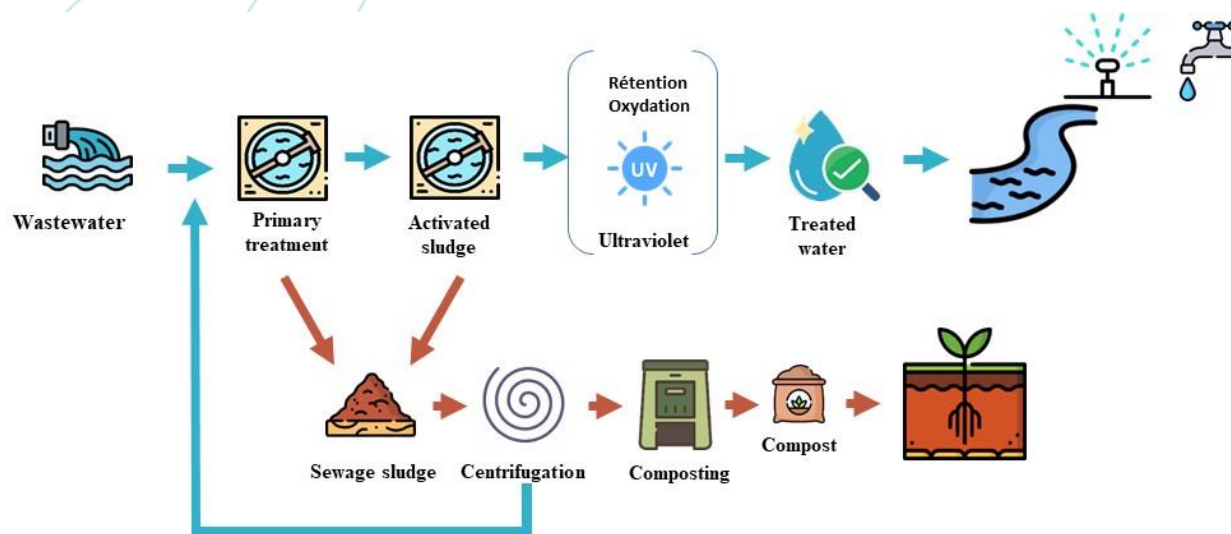 Wastewater
Primary
treatment
Activated
sludge
Rétention
Oxydation
UV
Ultraviolet
Treated
water
Sewage sludge
Centrifugation
Composting
Compost